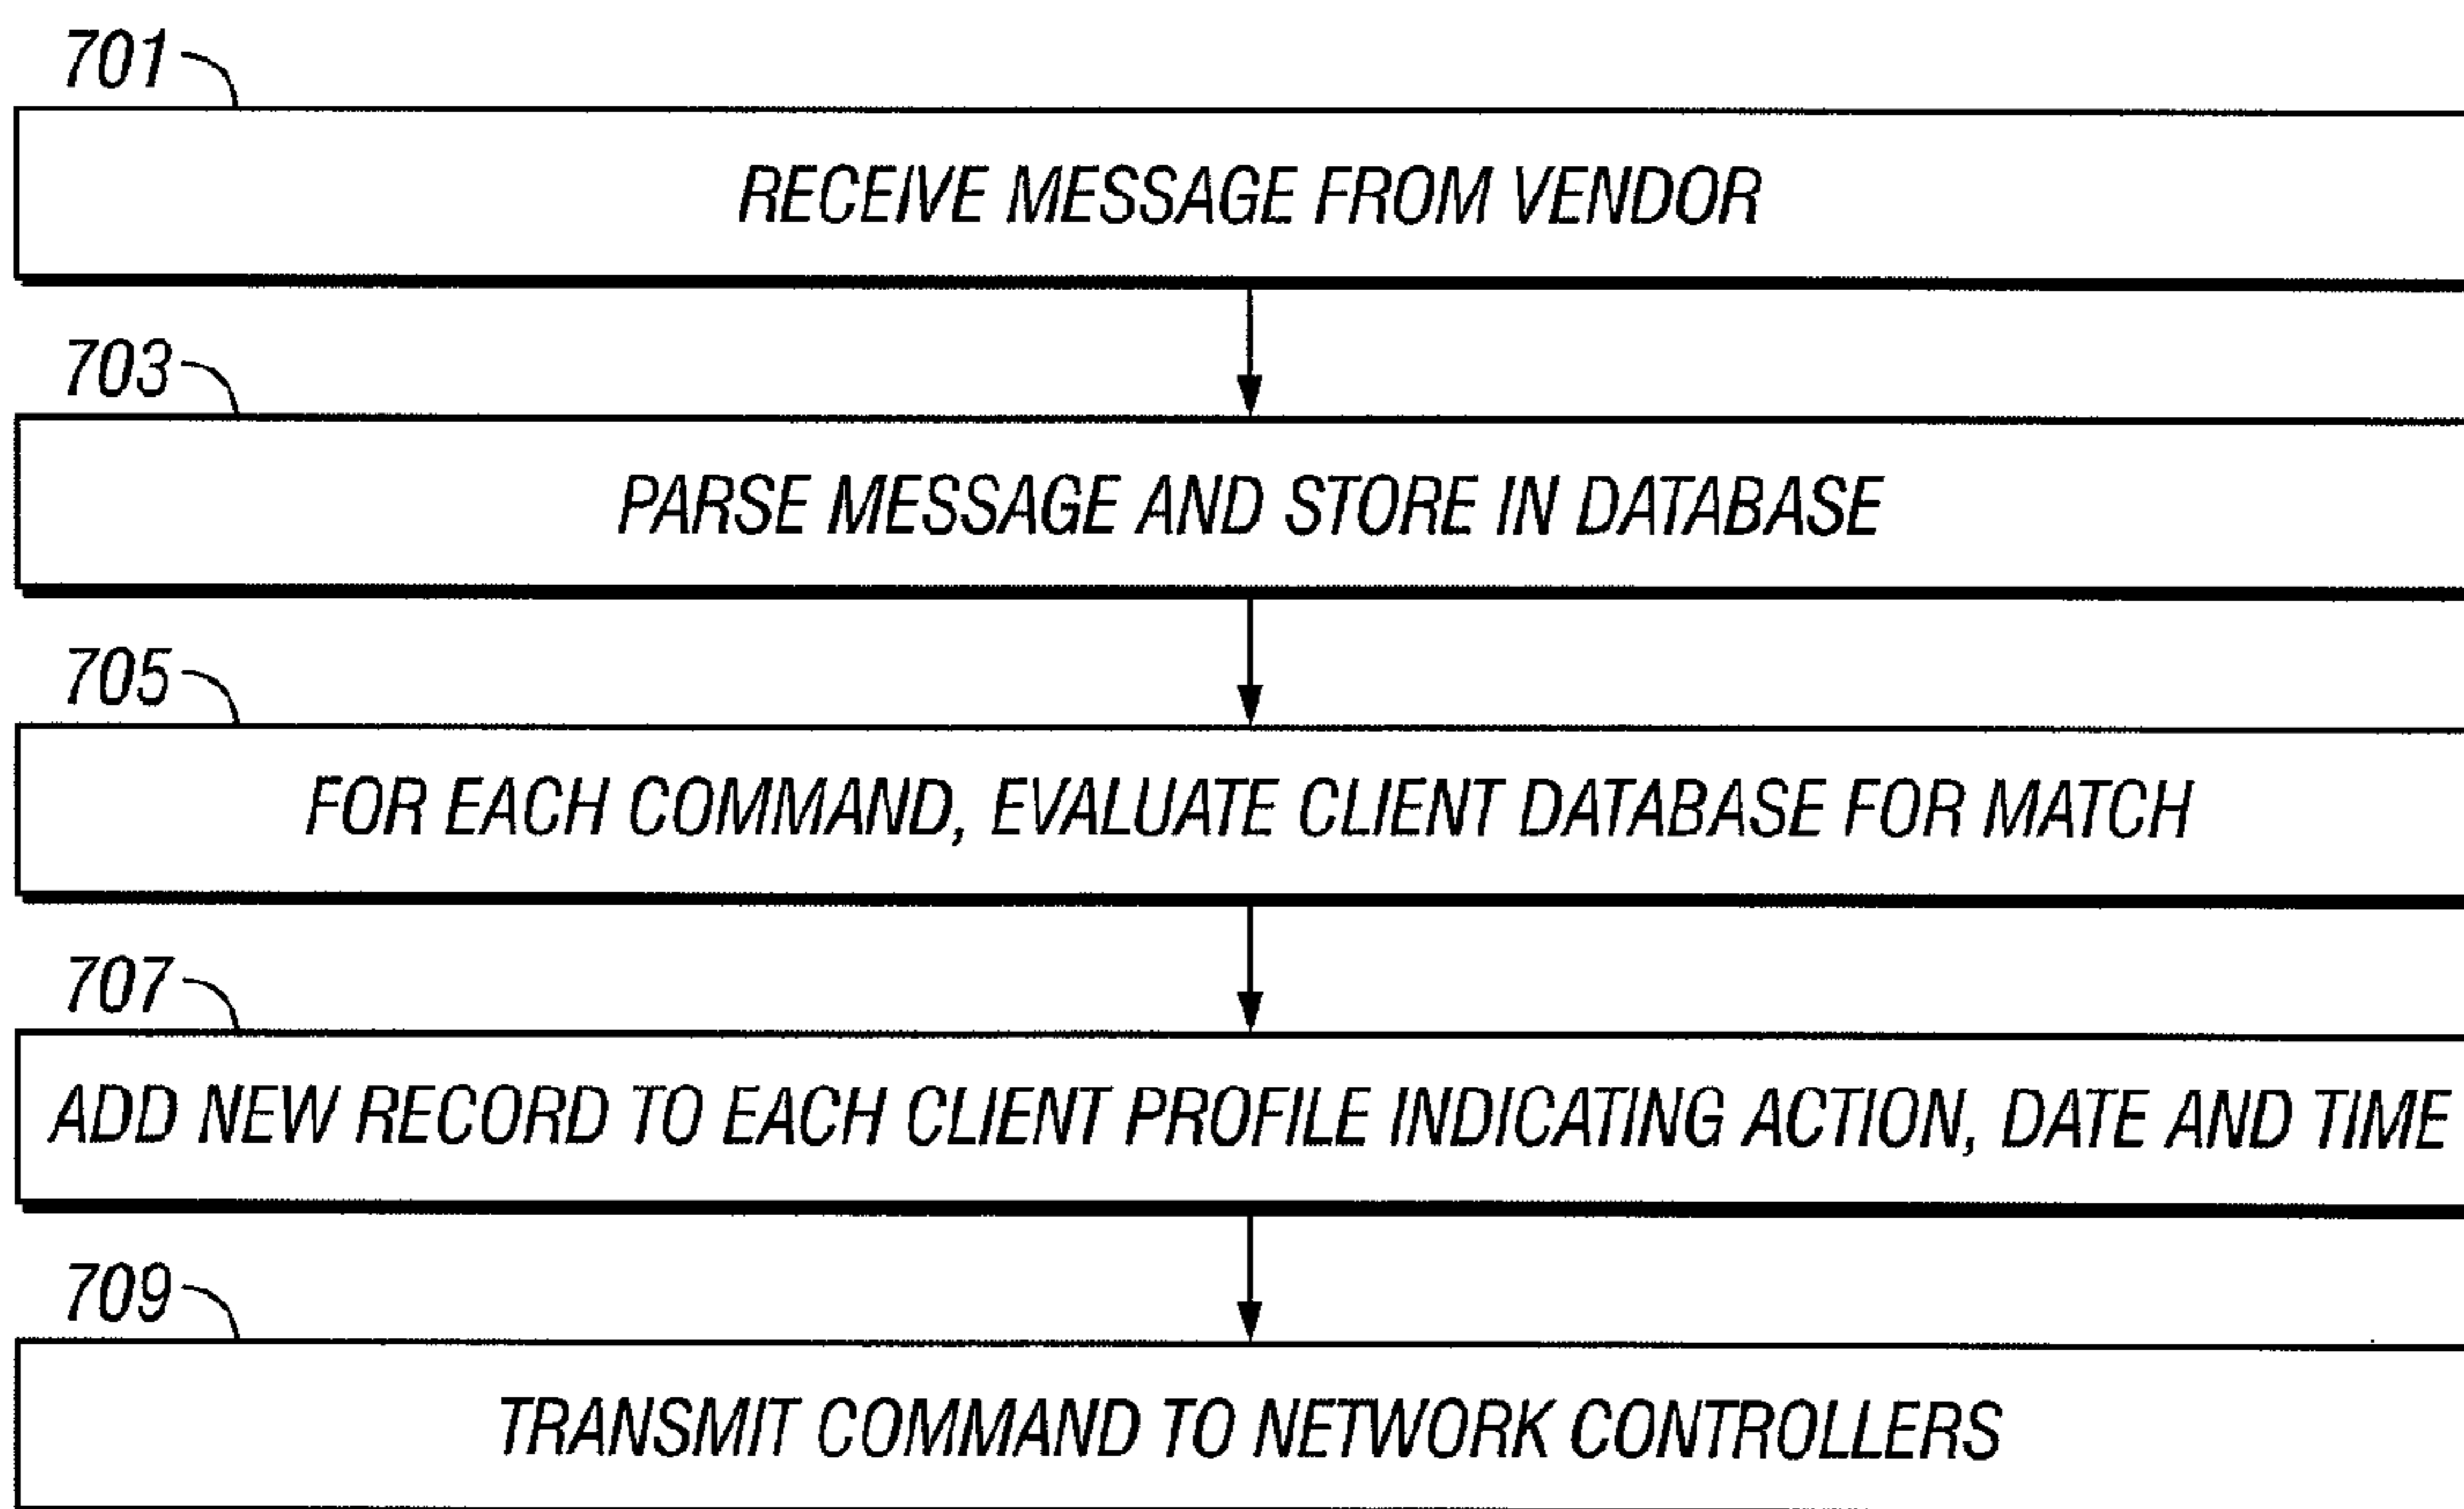 701
RECEIVE MESSAGE FROM VENDOR
703
PARSE MESSAGE AND STORE IN DATABASE
705
FOR EACH COMMAND, EVALUATE CLIENT DATABASE FOR MATCH
707
ADD NEW RECORD TO EACH CLIENT PROFILE INDICATING ACTION, DATE AND TIME
709
TRANSMIT COMMAND TO NETWORK CONTROLLERS